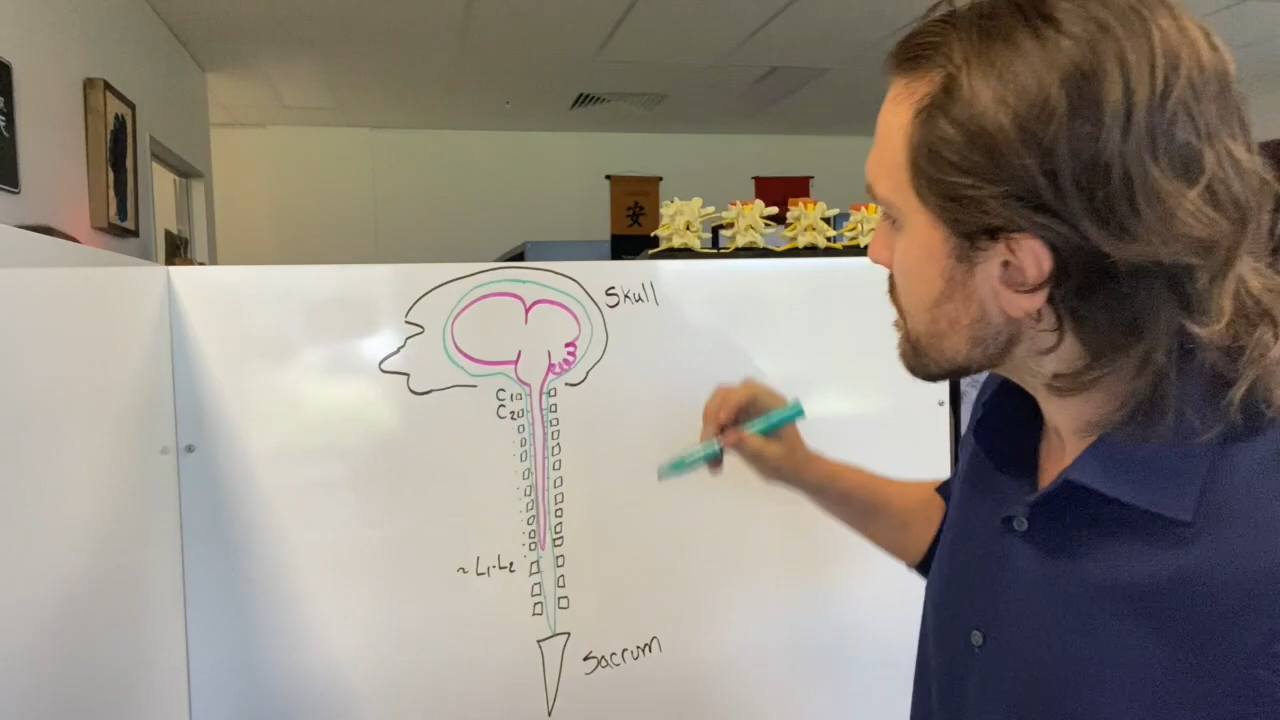 安
Skull
C1
C2
~ L1-L2
Sacrum